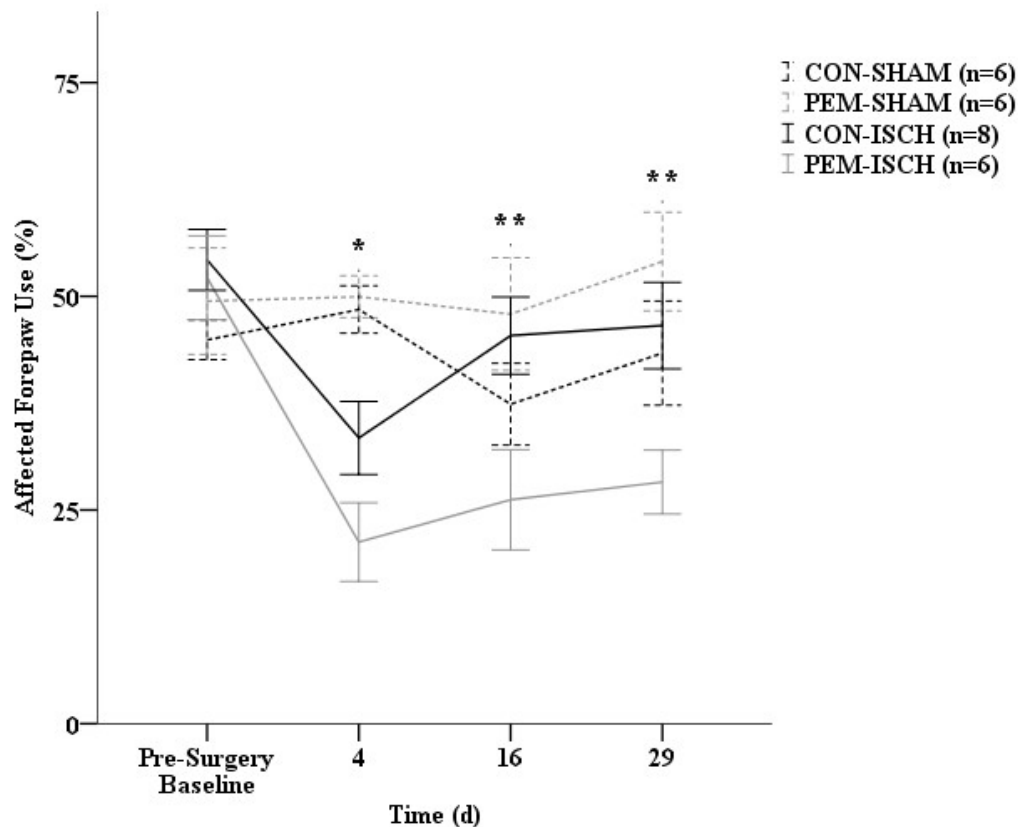 75
50
25
0
Affected Forepaw Use (%)
*
**
**
CON-SHAM (n=6)
PEM-SHAM (n=6)
CON-ISCH (n=8)
PEM-ISCH (n=6)
Pre-Surgery
Baseline
4
16
29
Time (d)